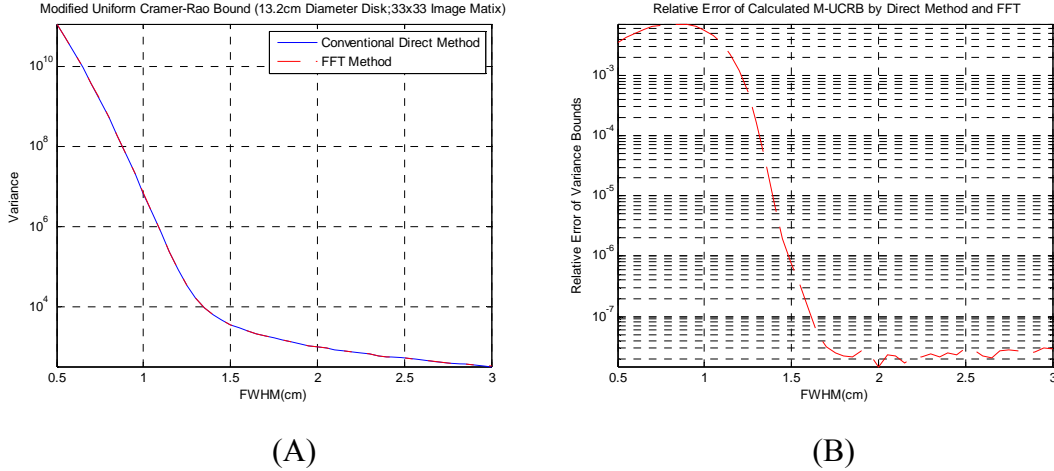 Modified Uniform Cramer-Rao Bound (13.2cm Diameter Disk;33x33 Image Matix)
Conventional Direct Method
FFT Method
Variance
10^10
10^8
10^6
10^4
0.5 1 1.5 2 2.5 3
FWHM(cm)
(A)
Relative Error of Calculated M-UCRB by Direct Method and FFT
Relative Error of Variance Bounds
10^-3
10^-4
10^-5
10^-6
10^-7
0.5 1 1.5 2 2.5 3
FWHM(cm)
(B)